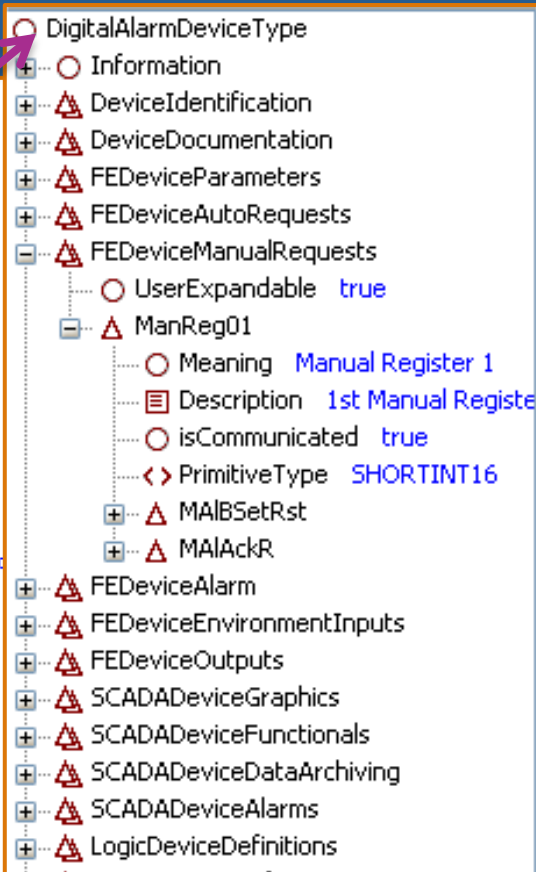 DigitalAlarmDeviceType
Information
DeviceIdentification
DeviceDocumentation
FEDeviceParameters
FEDeviceAutoRequests
FEDeviceManualRequests
UserExpandable true
ManReg01
Meaning Manual Register 1
Description 1st Manual Registe
isCommunicated true
PrimitiveType SHORTINT16
MAlBSetRst
MAlAckR
FEDeviceAlarm
FEDeviceEnvironmentInputs
FEDeviceOutputs
SCADADeviceGraphics
SCADADeviceFunctionals
SCADADeviceDataArchiving
SCADADeviceAlarms
LogicDeviceDefinitions